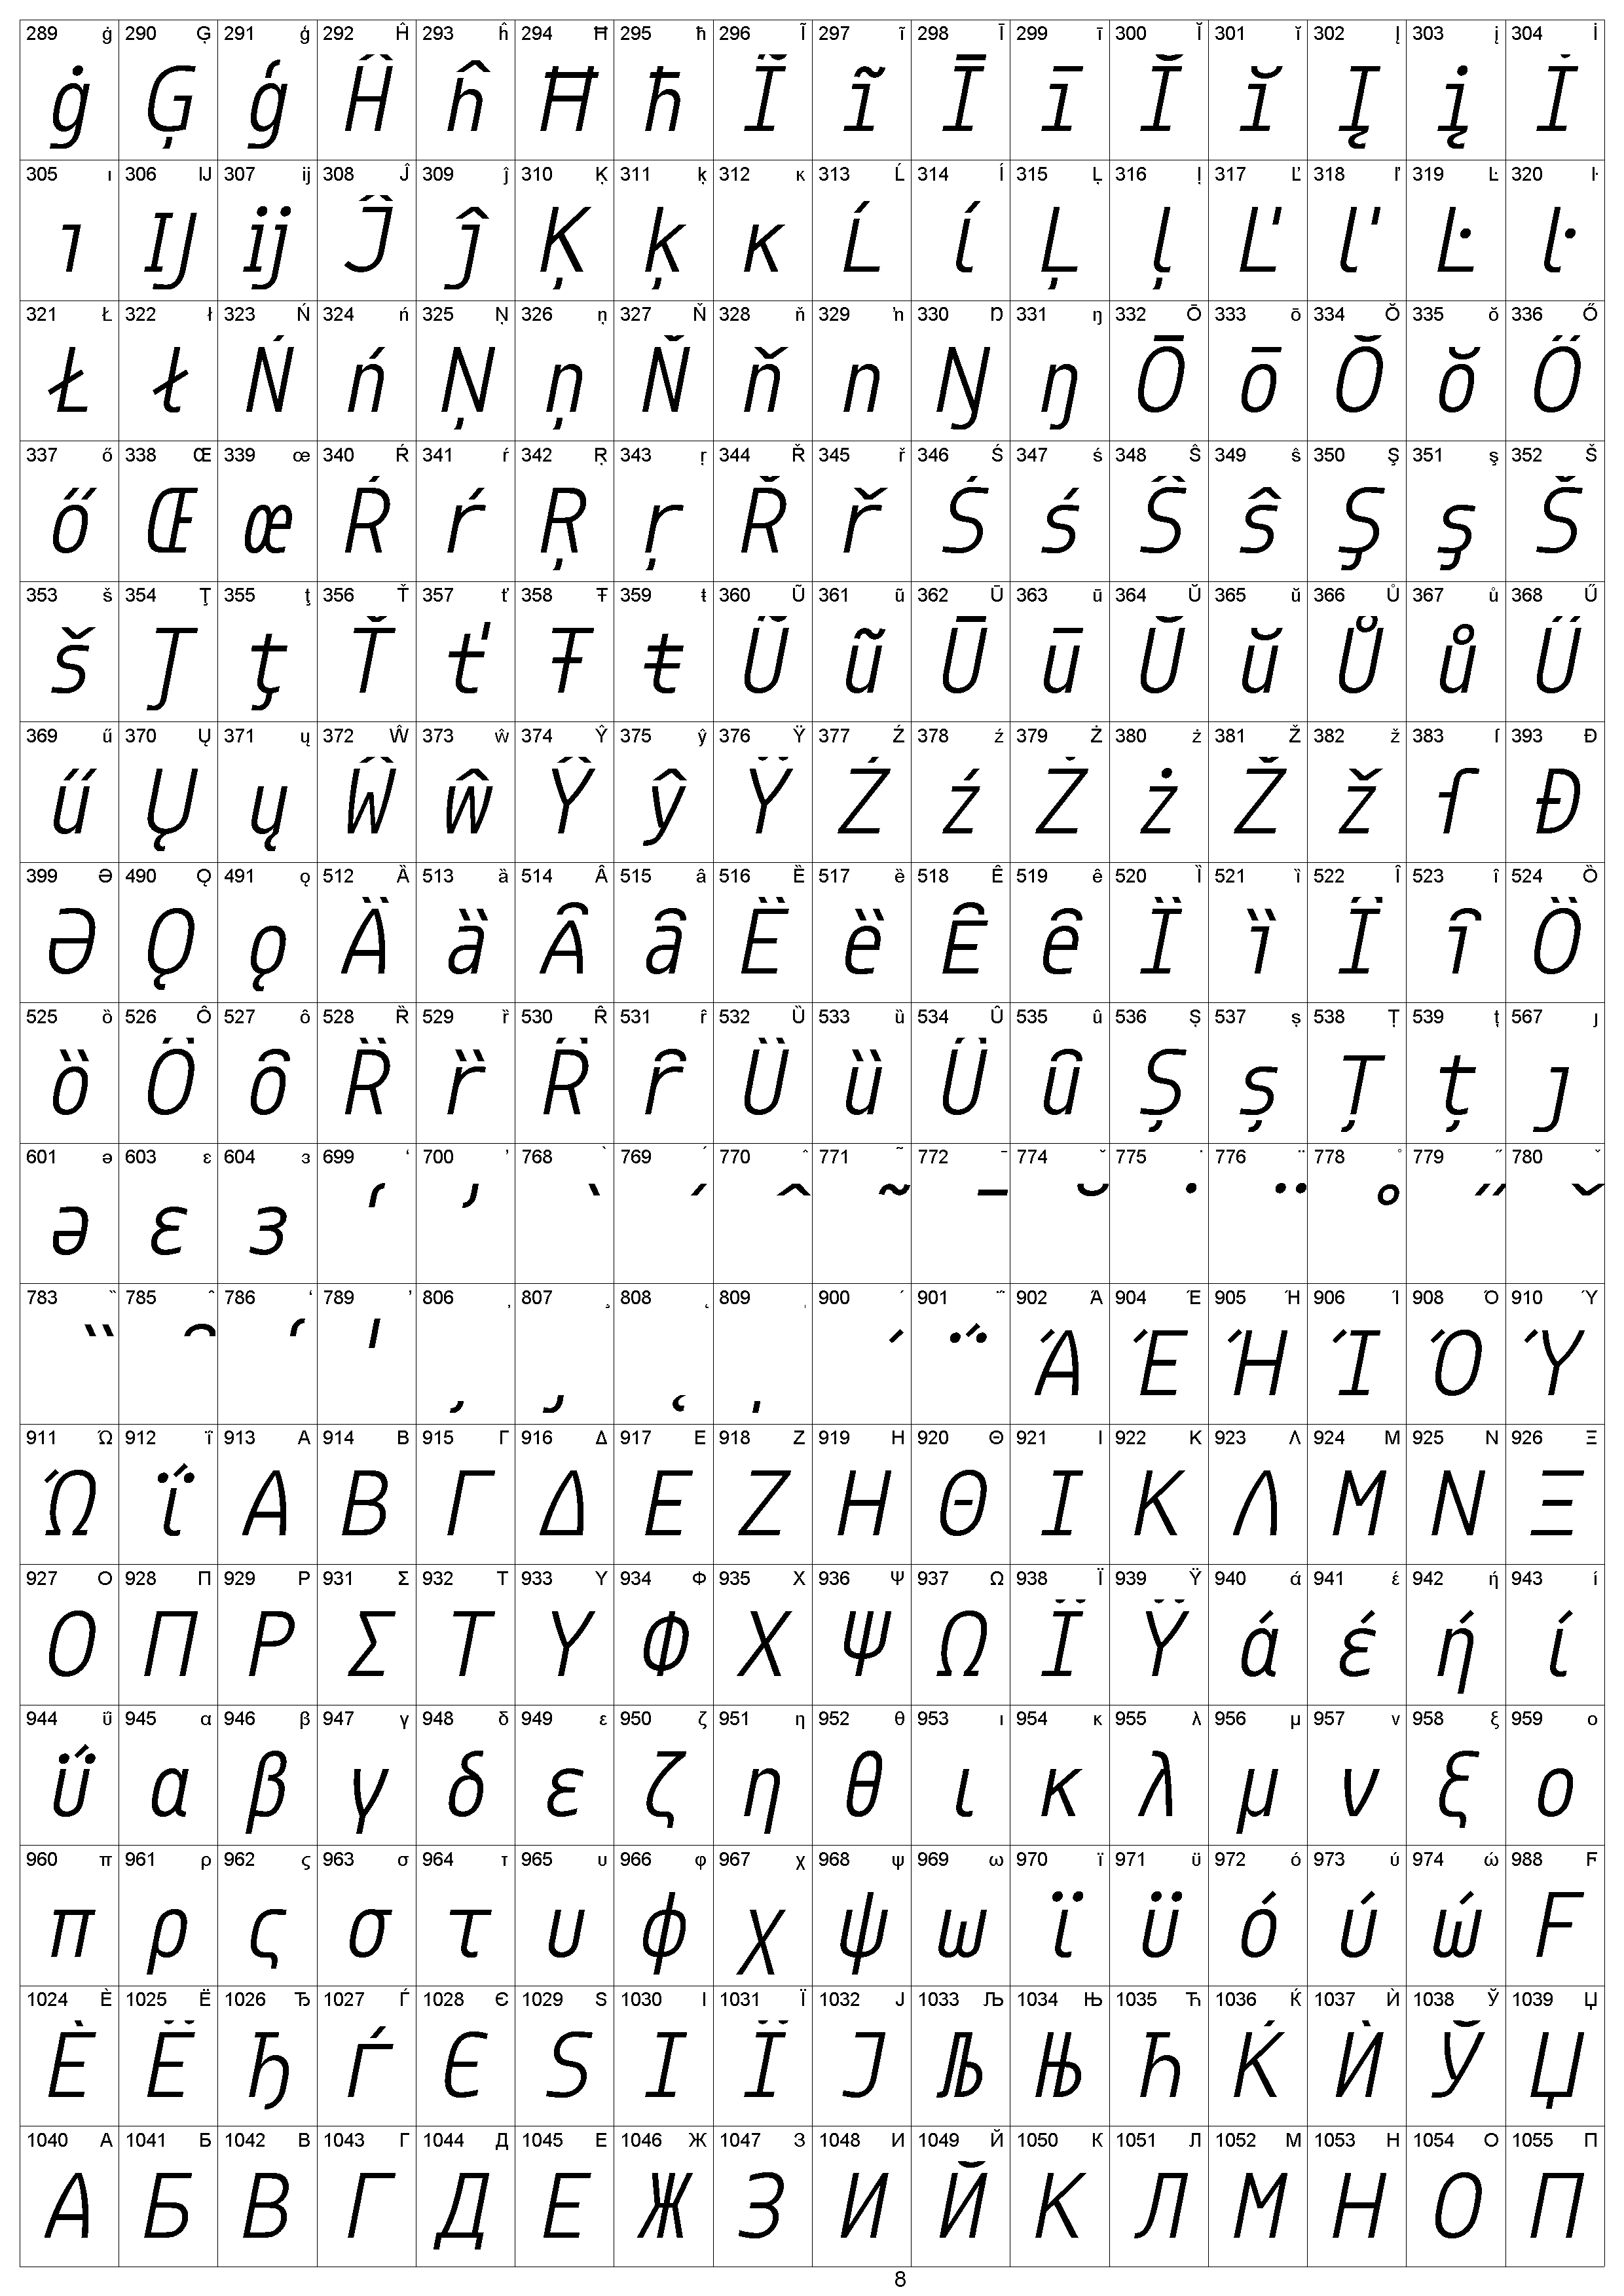 289 ġ 290 Ģ 291 ģ 292 Ĥ 293 ĥ 294 Ħ 295 ħ 296 Ĩ 297 ĩ 298 Ī 299 ī 300 Ĭ 301 ĭ 302 Į 303 į 304 İ
ġ Ģ ģ Ĥ ĥ Ħ ħ Ĩ ĩ Ī ī Ĭ ĭ Į į İ
305 ı 306 Ĳ 307 ĳ 308 Ĵ 309 ĵ 310 Ķ 311 ķ 312 ĸ 313 Ĺ 314 ĺ 315 Ļ 316 ļ 317 Ľ 318 ľ 319 Ŀ 320 ŀ
ı Ĳ ĳ Ĵ ĵ Ķ ķ ĸ Ĺ ĺ Ļ ļ Ľ ľ Ŀ ŀ
321 Ł 322 ł 323 Ń 324 ń 325 Ņ 326 ņ 327 Ň 328 ň 329 ŉ 330 Ŋ 331 ŋ 332 Ō 333 ō 334 Ŏ 335 ŏ 336 Ő
Ł ł Ń ń Ņ ņ Ň ň n Ŋ ŋ Ō ō Ŏ ŏ Ő
337 ő 338 Œ 339 œ 340 Ŕ 341 ŕ 342 Ŗ 343 ŗ 344 Ř 345 ř 346 Ś 347 ś 348 Ŝ 349 ŝ 350 Ş 351 ş 352 Š
ő Œ œ Ŕ ŕ Ŗ ŗ Ř ř Ś ś Ŝ ŝ Ş ş Š
353 š 354 Ţ 355 ţ 356 Ť 357 ť 358 Ŧ 359 ŧ 360 Ũ 361 ũ 362 Ū 363 ū 364 Ŭ 365 ŭ 366 Ů 367 ů 368 Ű
š Ţ ţ Ť ť Ŧ ŧ Ũ ũ Ū ū Ŭ ŭ Ů ů Ű
369 ű 370 Ų 371 ų 372 Ŵ 373 ŵ 374 Ŷ 375 ŷ 376 Ÿ 377 Ź 378 ź 379 Ż 380 ż 381 Ž 382 ž 383 ſ 393 Ɖ
ű Ų ų Ŵ ŵ Ŷ ŷ Ÿ Ź ź Ż ż Ž ž ſ Ɖ
399 Ə 490 Ǫ 491 ǫ 512 Ȁ 513 ȁ 514 Ȃ 515 ȃ 516 Ȅ 517 ȅ 518 Ȇ 519 ȇ 520 Ȉ 521 ȉ 522 Ȋ 523 ȋ 524 Ȍ
Ə Ǫ ǫ Ȁ ȁ Ȃ ȃ Ȅ ȅ Ȇ ȇ Ȉ ȉ Ȋ ȋ Ȍ
525 ȍ 526 Ȏ 527 ȏ 528 Ȑ 529 ȑ 530 Ȓ 531 ȓ 532 Ȕ 533 ȕ 534 Ȗ 535 ȗ 536 Ș 537 ș 538 Ț 539 ț 567 ȷ
ȍ Ȏ ȏ Ȑ ȑ Ȓ ȓ Ȕ ȕ Ȗ ȗ Ș ș Ț ț ȷ
601 ə 603 ɛ 604 ɜ 699 ʻ 700 ʼ 768 ̀ 769 ́ 770 ̂ 771 ̃ 772 ̄ 774 ̆ 775 ̇ 776 ̈ 778 ̊ 779 ̋ 780 ̌
ə ɛ ɜ ʻ ʼ ̀ ́ ̂ ̃ ̄ ̆ ̇ ̈ ̊ ̋ ̌
783 ̏ 785 ̑ 786 ̒ 789 ̕ 806 ̦ 807 ̧ 808 ̨ 809 ̩ 900 ΄ 901 ΅ 902 Ά 904 Έ 905 Ή 906 Ί 908 Ό 910 Ύ
̏ ̑ ̒ ̕ ̦ ̧ ̨ ̩ ΄ ΅ Ά Έ Ή Ί Ό Ύ
911 Ώ 912 ΐ 913 Α 914 Β 915 Γ 916 Δ 917 Ε 918 Ζ 919 Η 920 Θ 921 Ι 922 Κ 923 Λ 924 Μ 925 Ν 926 Ξ
Ώ ΐ Α Β Γ Δ Ε Ζ Η Θ Ι Κ Λ Μ Ν Ξ
927 Ο 928 Π 929 Ρ 931 Σ 932 Τ 933 Υ 934 Φ 935 Χ 936 Ψ 937 Ω 938 Ϊ 939 Ϋ 940 ά 941 έ 942 ή 943 ί
Ο Π Ρ Σ Τ Υ Φ Χ Ψ Ω Ϊ Ϋ ά έ ή ί
944 ΰ 945 α 946 β 947 γ 948 δ 949 ε 950 ζ 951 η 952 θ 953 ι 954 κ 955 λ 956 μ 957 ν 958 ξ 959 ο
ΰ α β γ δ ε ζ η θ ι κ λ μ ν ξ ο
960 π 961 ρ 962 ς 963 σ 964 τ 965 υ 966 φ 967 χ 968 ψ 969 ω 970 ϊ 971 ϋ 972 ό 973 ύ 974 ώ 988 Ϝ
π ρ ς σ τ υ φ χ ψ ω ϊ ϋ ό ύ ώ Ϝ
1024 Ѐ 1025 Ё 1026 Ђ 1027 Ѓ 1028 Є 1029 Ѕ 1030 І 1031 Ї 1032 Ј 1033 Љ 1034 Њ 1035 Ћ 1036 Ќ 1037 Ѝ 1038 Ў 1039 Џ
Ѐ Ё Ђ Ѓ Є Ѕ І Ї Ј Љ Њ Ћ Ќ Ѝ Ў Џ
1040 А 1041 Б 1042 В 1043 Г 1044 Д 1045 Е 1046 Ж 1047 З 1048 И 1049 Й 1050 К 1051 Л 1052 М 1053 Н 1054 О 1055 П
А Б В Г Д Е Ж З И Й К Л М Н О П
8